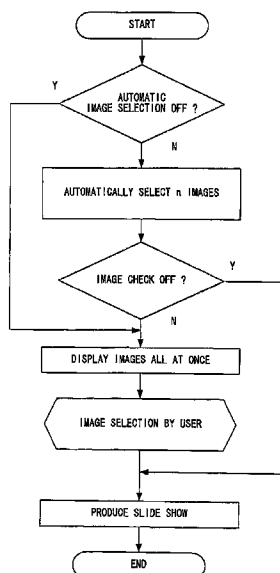 START
Y
AUTOMATIC
IMAGE SELECTION OFF ?
N
AUTOMATICALLY SELECT n IMAGES
Y
IMAGE CHECK OFF ?
N
DISPLAY IMAGES ALL AT ONCE
IMAGE SELECTION BY USER
PRODUCE SLIDE SHOW
END